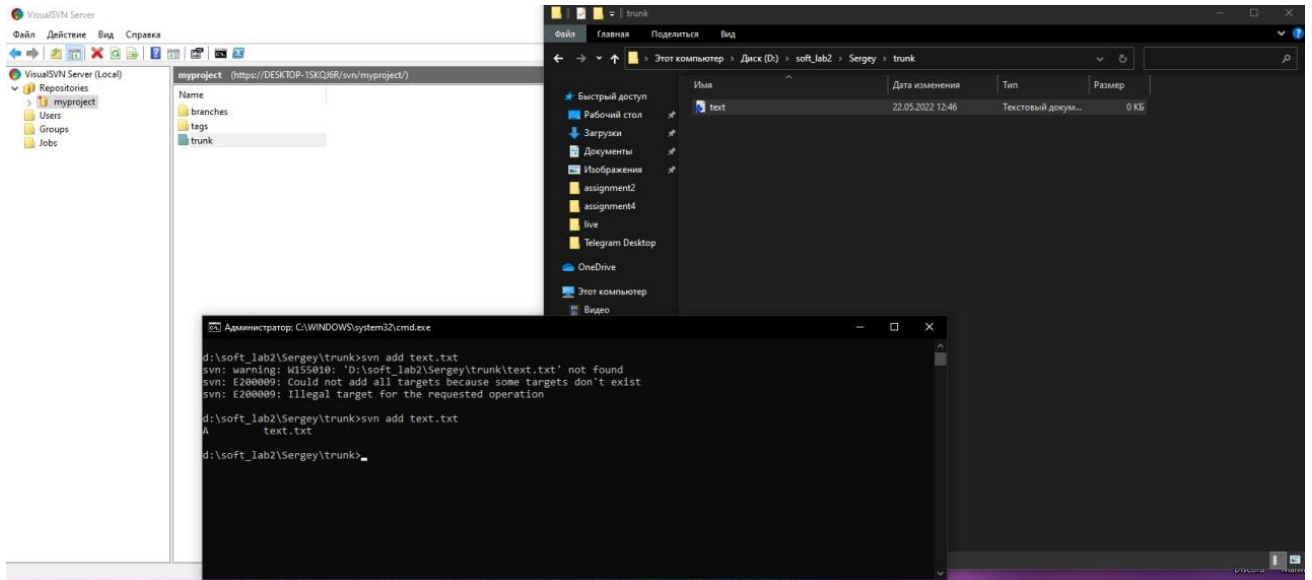 VisualSVN Server
Файл Действие Вид Справка
VisualSVN Server (Local)
Repositories
myproject
Users
Groups
Jobs
myproject (https://DESKTOP-1SKQJ6R/svn/myproject/)
Name
branches
tags
trunk
trunk
Файл Главная Поделиться Вид
Этот компьютер › Диск (D:) › soft_lab2 › Sergey › trunk
Имя Дата изменения Тип Размер
text 22.05.2022 12:46 Текстовый докум... 0 КБ
Быстрый доступ
Рабочий стол
Загрузки
Документы
Изображения
assignment2
assignment4
live
Telegram Desktop
OneDrive
Этот компьютер
Видео
Администратор: C:\WINDOWS\system32\cmd.exe
d:\soft_lab2\Sergey\trunk>svn add text.txt
svn: warning: W155010: 'D:\soft_lab2\Sergey\trunk\text.txt' not found
svn: E200009: Could not add all targets because some targets don't exist
svn: E200009: Illegal target for the requested operation
d:\soft_lab2\Sergey\trunk>svn add text.txt
A text.txt
d:\soft_lab2\Sergey\trunk>